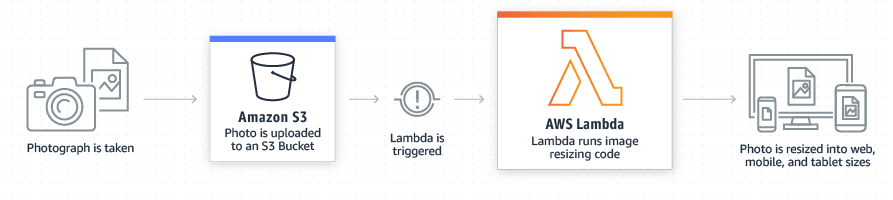 Photograph is taken
Amazon S3
Photo is uploaded
to an S3 Bucket
Lambda is
triggered
AWS Lambda
Lambda runs image
resizing code
Photo is resized into web,
mobile, and tablet sizes